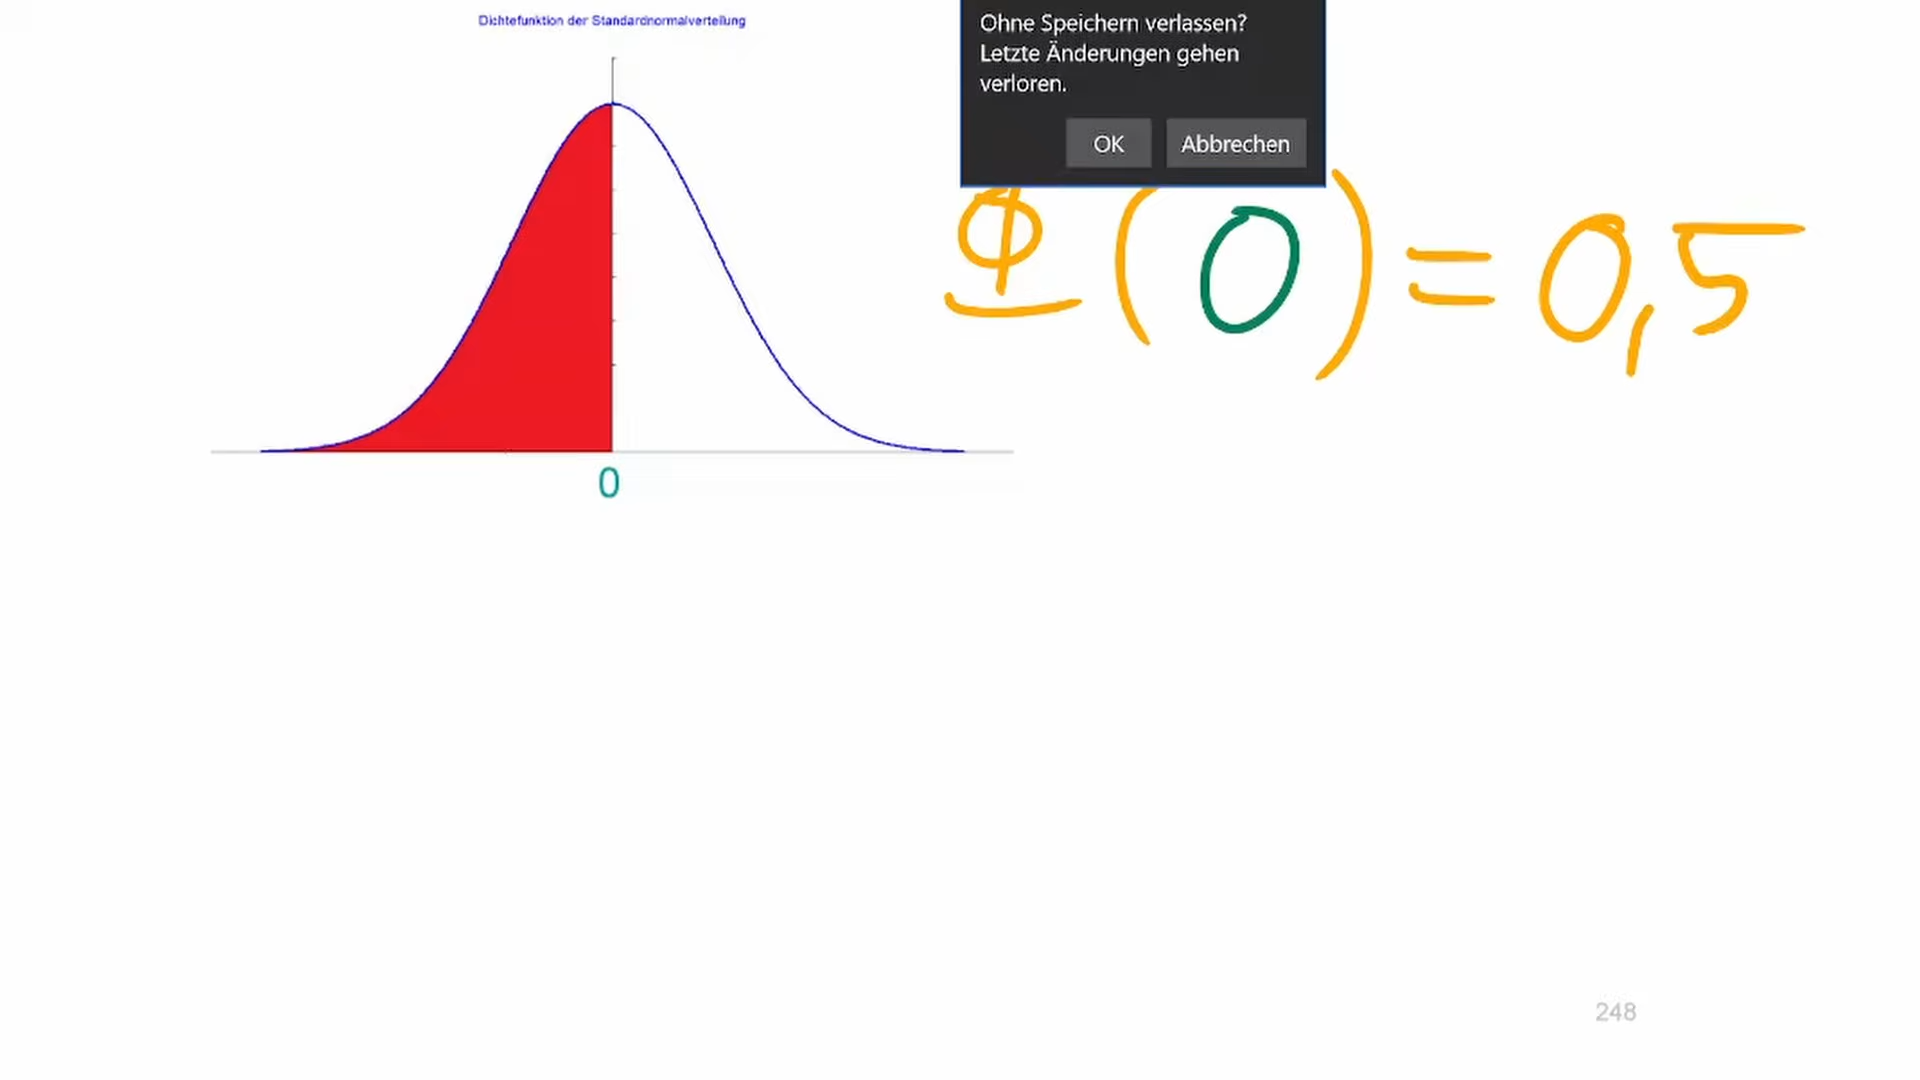 Dichtefunktion der Standardnormalverteilung
Ohne Speichern verlassen?
Letzte Änderungen gehen
verloren.
OK Abbrechen
Φ(0) = 0,5
0
248